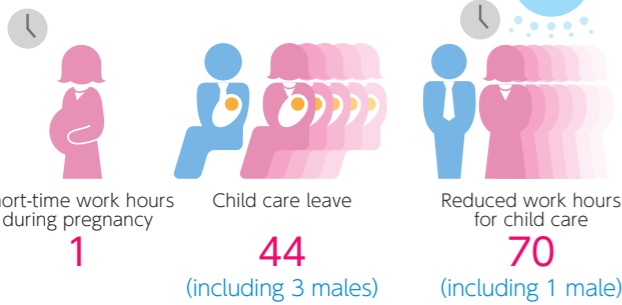 ort-time work hours
during pregnancy
1
Child care leave
44
(including 3 males)
Reduced work hours
for child care
70
(including 1 male)